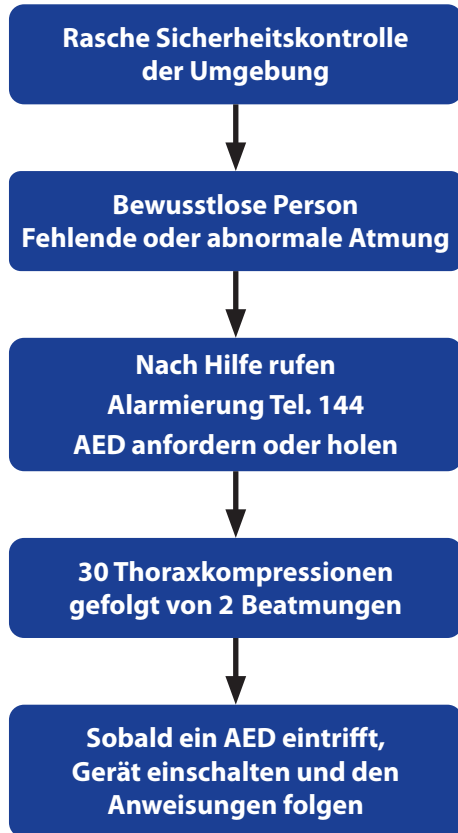 Rasche Sicherheitskontrolle
der Umgebung
Bewusstlose Person
Fehlende oder abnormale Atmung
Nach Hilfe rufen
Alarmierung Tel. 144
AED anfordern oder holen
30 Thoraxkompressionen
gefolgt von 2 Beatmungen
Sobald ein AED eintrifft,
Gerät einschalten und den
Anweisungen folgen